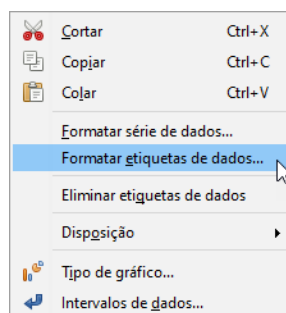 Cortar Ctrl+X
Copiar Ctrl+C
Colar Ctrl+V
Formatar série de dados...
Formatar etiquetas de dados...
Eliminar etiquetas de dados
Disposição
Tipo de gráfico...
Intervalos de dados...